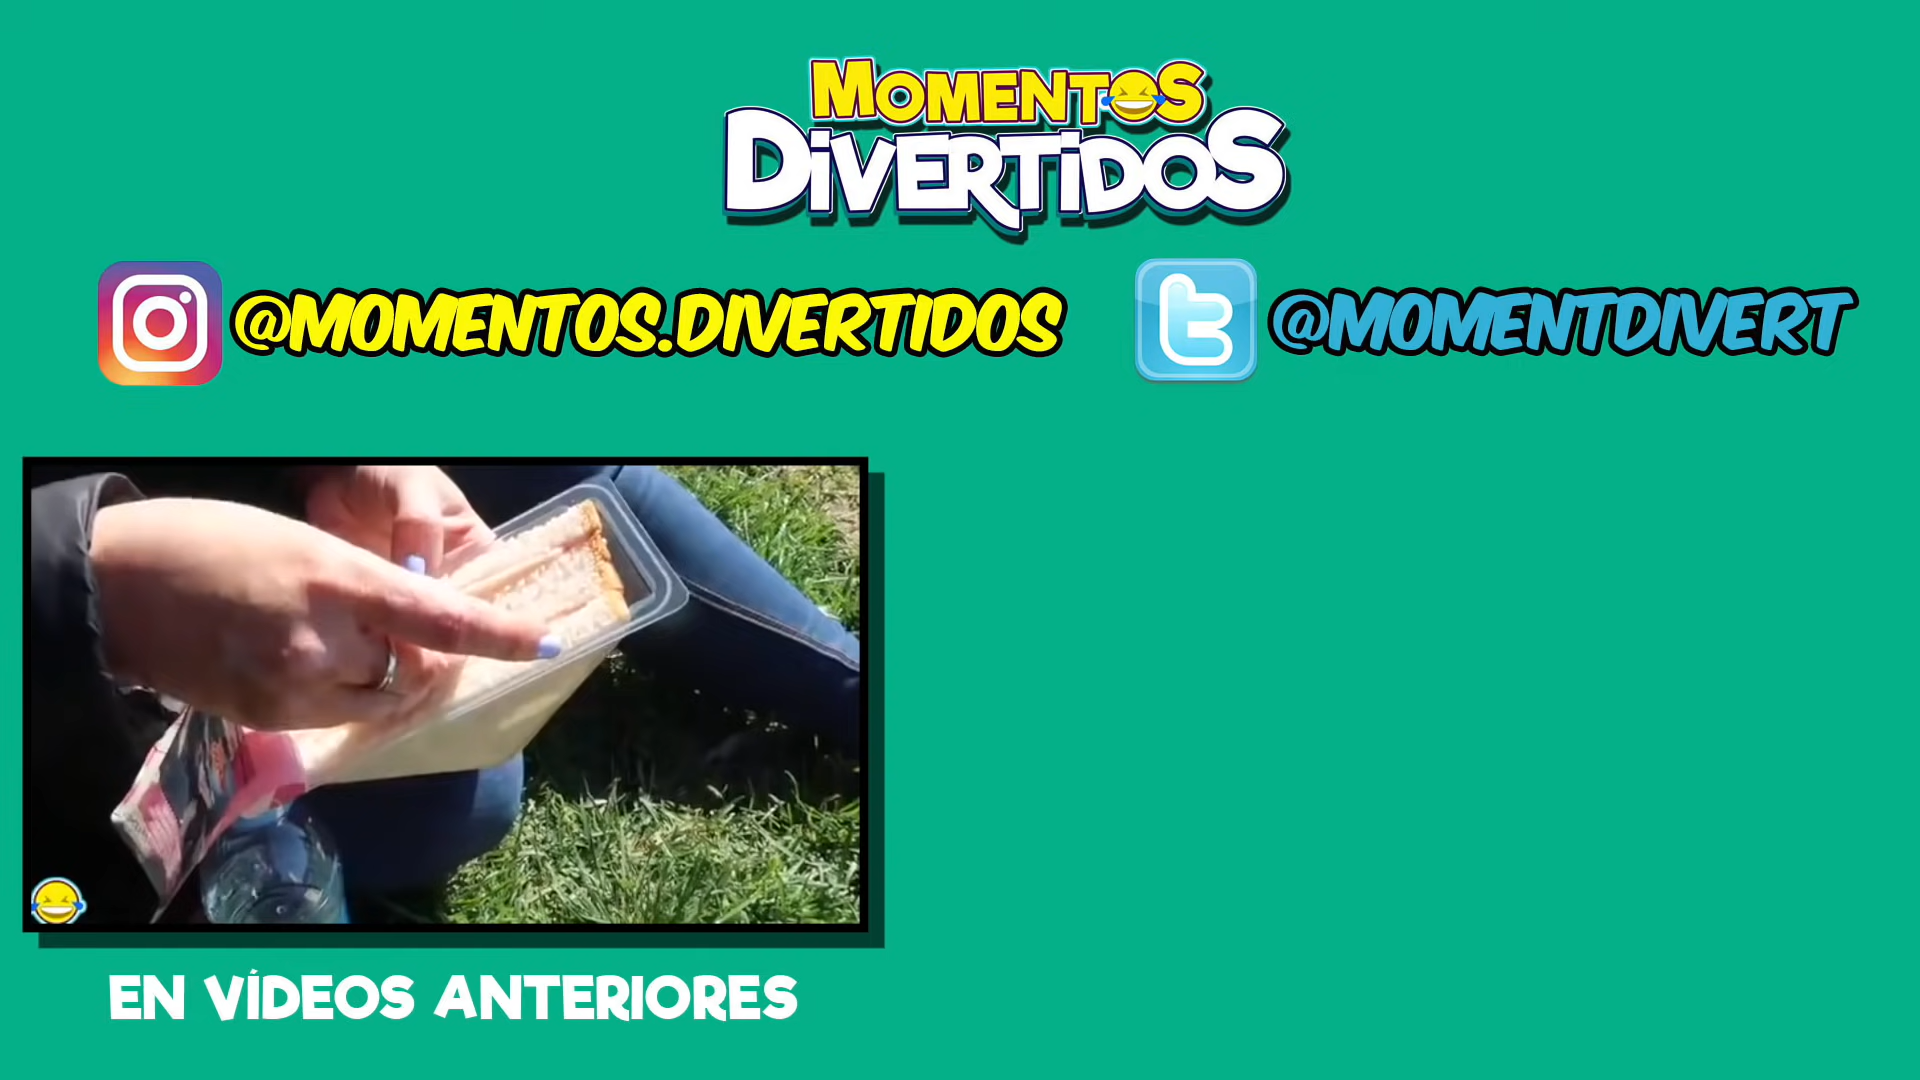 MOMENTOS
DIVERTIDOS
@MOMENTOS.DIVERTIDOS
@MOMENTDIVERT
EN VÍDEOS ANTERIORES